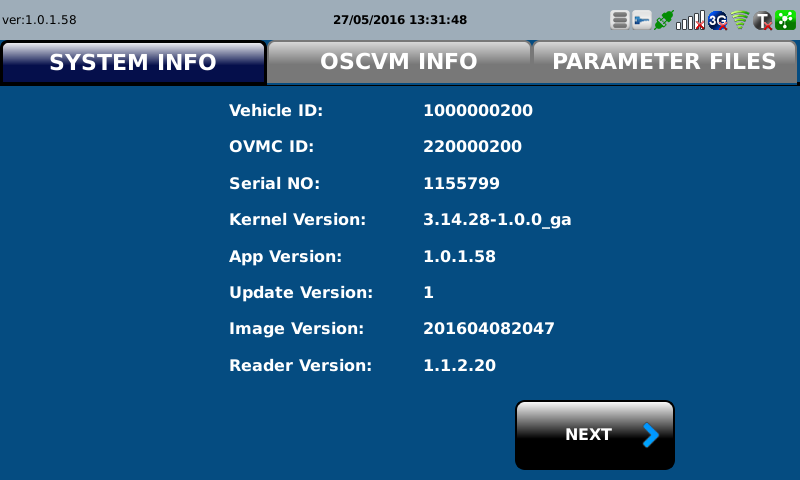 ver:1.0.1.58 27/05/2016 13:31:48 3G T
SYSTEM INFO OSCVM INFO PARAMETER FILES
Vehicle ID: 1000000200
OVMC ID: 220000200
Serial NO: 1155799
Kernel Version: 3.14.28-1.0.0_ga
App Version: 1.0.1.58
Update Version: 1
Image Version: 201604082047
Reader Version: 1.1.2.20
NEXT